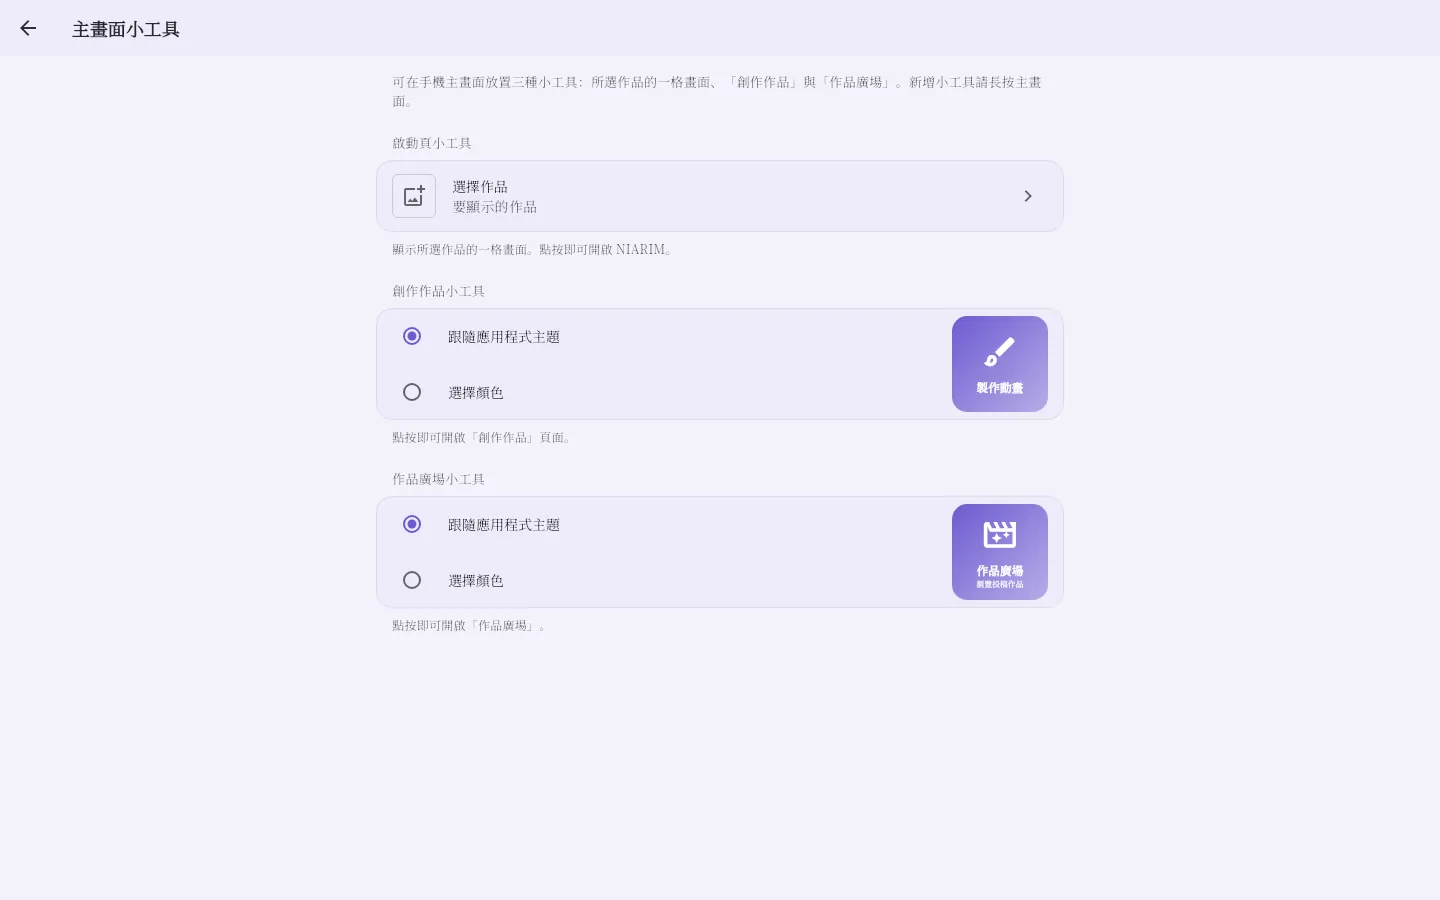 主畫面小工具
可在手機主畫面放置三種小工具：所選作品的一格畫面、「創作作品」與「作品廣場」。新增小工具請長按主畫
面。
啟動頁小工具
選擇作品
要顯示的作品
顯示所選作品的一格畫面。點按即可開啟 NIARIM。
創作作品小工具
跟隨應用程式主題
選擇顏色
製作動畫
點按即可開啟「創作作品」頁面。
作品廣場小工具
跟隨應用程式主題
選擇顏色
作品廣場
瀏覽投稿作品
點按即可開啟「作品廣場」。